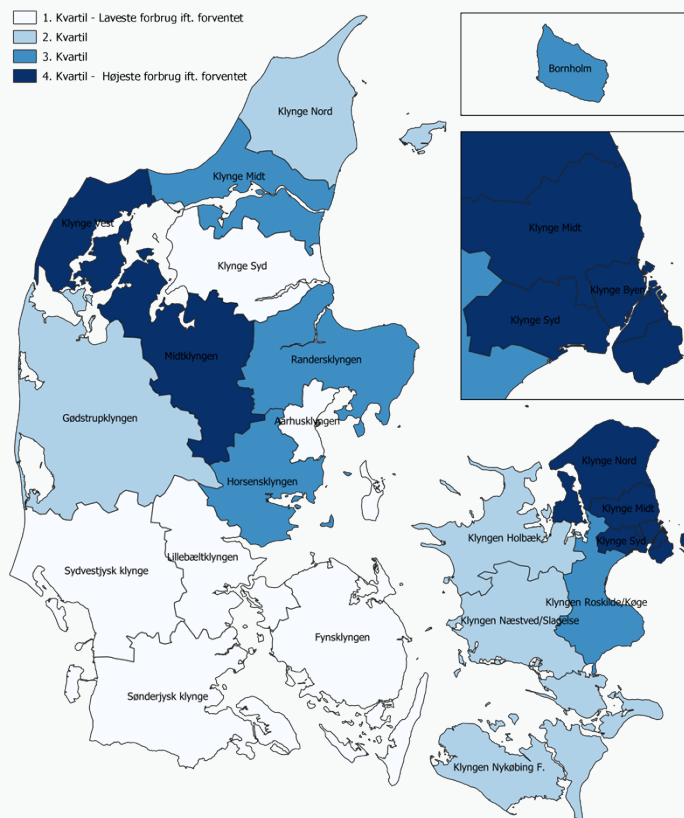 1. Kvartil - Laveste forbrug ift. forventet
2. Kvartil
3. Kvartil
4. Kvartil - Højeste forbrug ift. forventet
Bornholm
Klynge Nord
Klynge Midt
Klynge Vest
Klynge Syd
Klynge Midt
Klynge Byen
Klynge Syd
Midtklyngen
Randersklyngen
Gødstrupklyngen
Aarhusklyngen
Horsensklyngen
Klynge Nord
Klynge Midt
Klyngen Holbæk
Klynge Syd
Lillebæltklyngen
Sydvestjysk klynge
Klyngen Roskilde/Køge
Klyngen Næstved/Slagelse
Fynsklyngen
Sønderjysk klynge
Klyngen Nykøbing F.